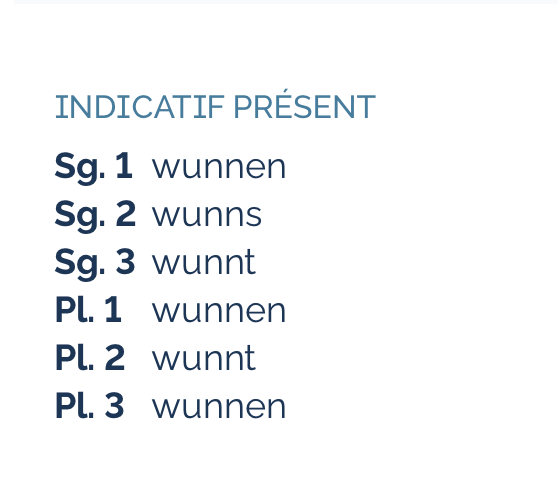 INDICATIF PRÉSENT
Sg. 1 wunnen
Sg. 2 wunns
Sg. 3 wunnt
Pl. 1 wunnen
Pl. 2 wunnt
Pl. 3 wunnen